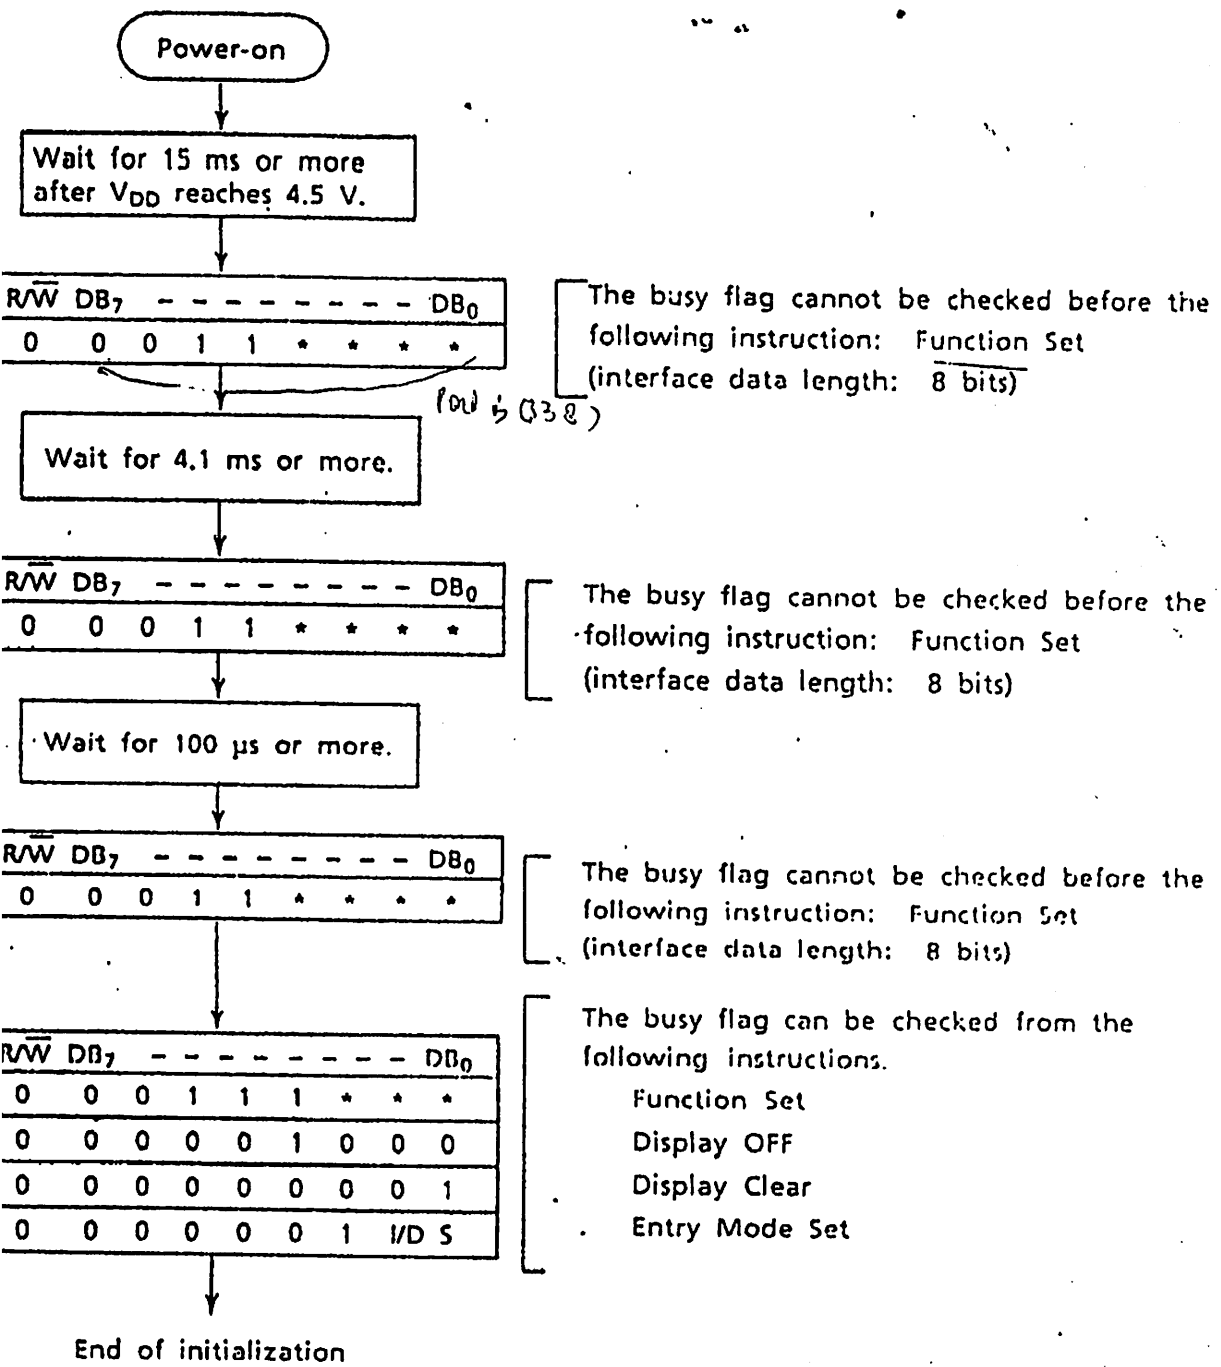 Power-on
Wait for 15 ms or more
after VDD reaches 4.5 V.
R/W DB7 - - - - - - - - DB0
0 0 0 1 1 * * * *
The busy flag cannot be checked before the
following instruction: Function Set
(interface data length: 8 bits)
Wait for 4.1 ms or more.
R/W DB7 - - - - - - - - DB0
0 0 0 1 1 * * * *
The busy flag cannot be checked before the
following instruction: Function Set
(interface data length: 8 bits)
Wait for 100 μs or more.
R/W DB7 - - - - - - - - DB0
0 0 0 1 1 * * * *
The busy flag cannot be checked before the
following instruction: Function Set
(interface data length: 8 bits)
R/W DB7 - - - - - - - - DB0
0 0 0 1 1 1 * * *
0 0 0 0 0 1 0 0 0
0 0 0 0 0 0 0 0 1
0 0 0 0 0 0 1 I/D S
The busy flag can be checked from the
following instructions.
Function Set
Display OFF
Display Clear
Entry Mode Set
End of initialization